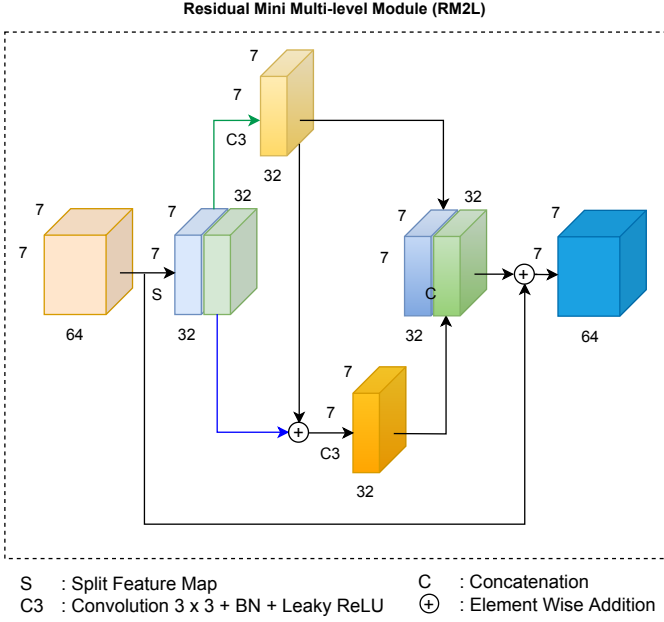 Residual Mini Multi-level Module (RM2L)
7
7
C3
32
7
7
64
7
S
7
32
32
7
7
32
C
32
7
7
64
7
7
C3
32
S : Split Feature Map
C3 : Convolution 3 x 3 + BN + Leaky ReLU
C : Concatenation
+ : Element Wise Addition